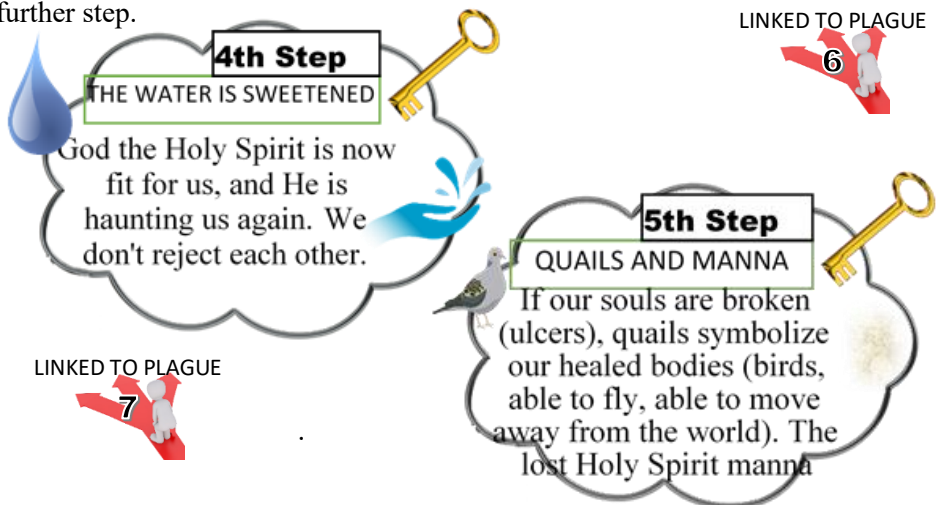 further step.
4th Step
THE WATER IS SWEETENED
God the Holy Spirit is now
fit for us, and He is
haunting us again. We
don't reject each other.
LINKED TO PLAGUE
7
.
LINKED TO PLAGUE
6
5th Step
QUAILS AND MANNA
If our souls are broken
(ulcers), quails symbolize
our healed bodies (birds,
able to fly, able to move
away from the world). The
lost Holy Spirit manna